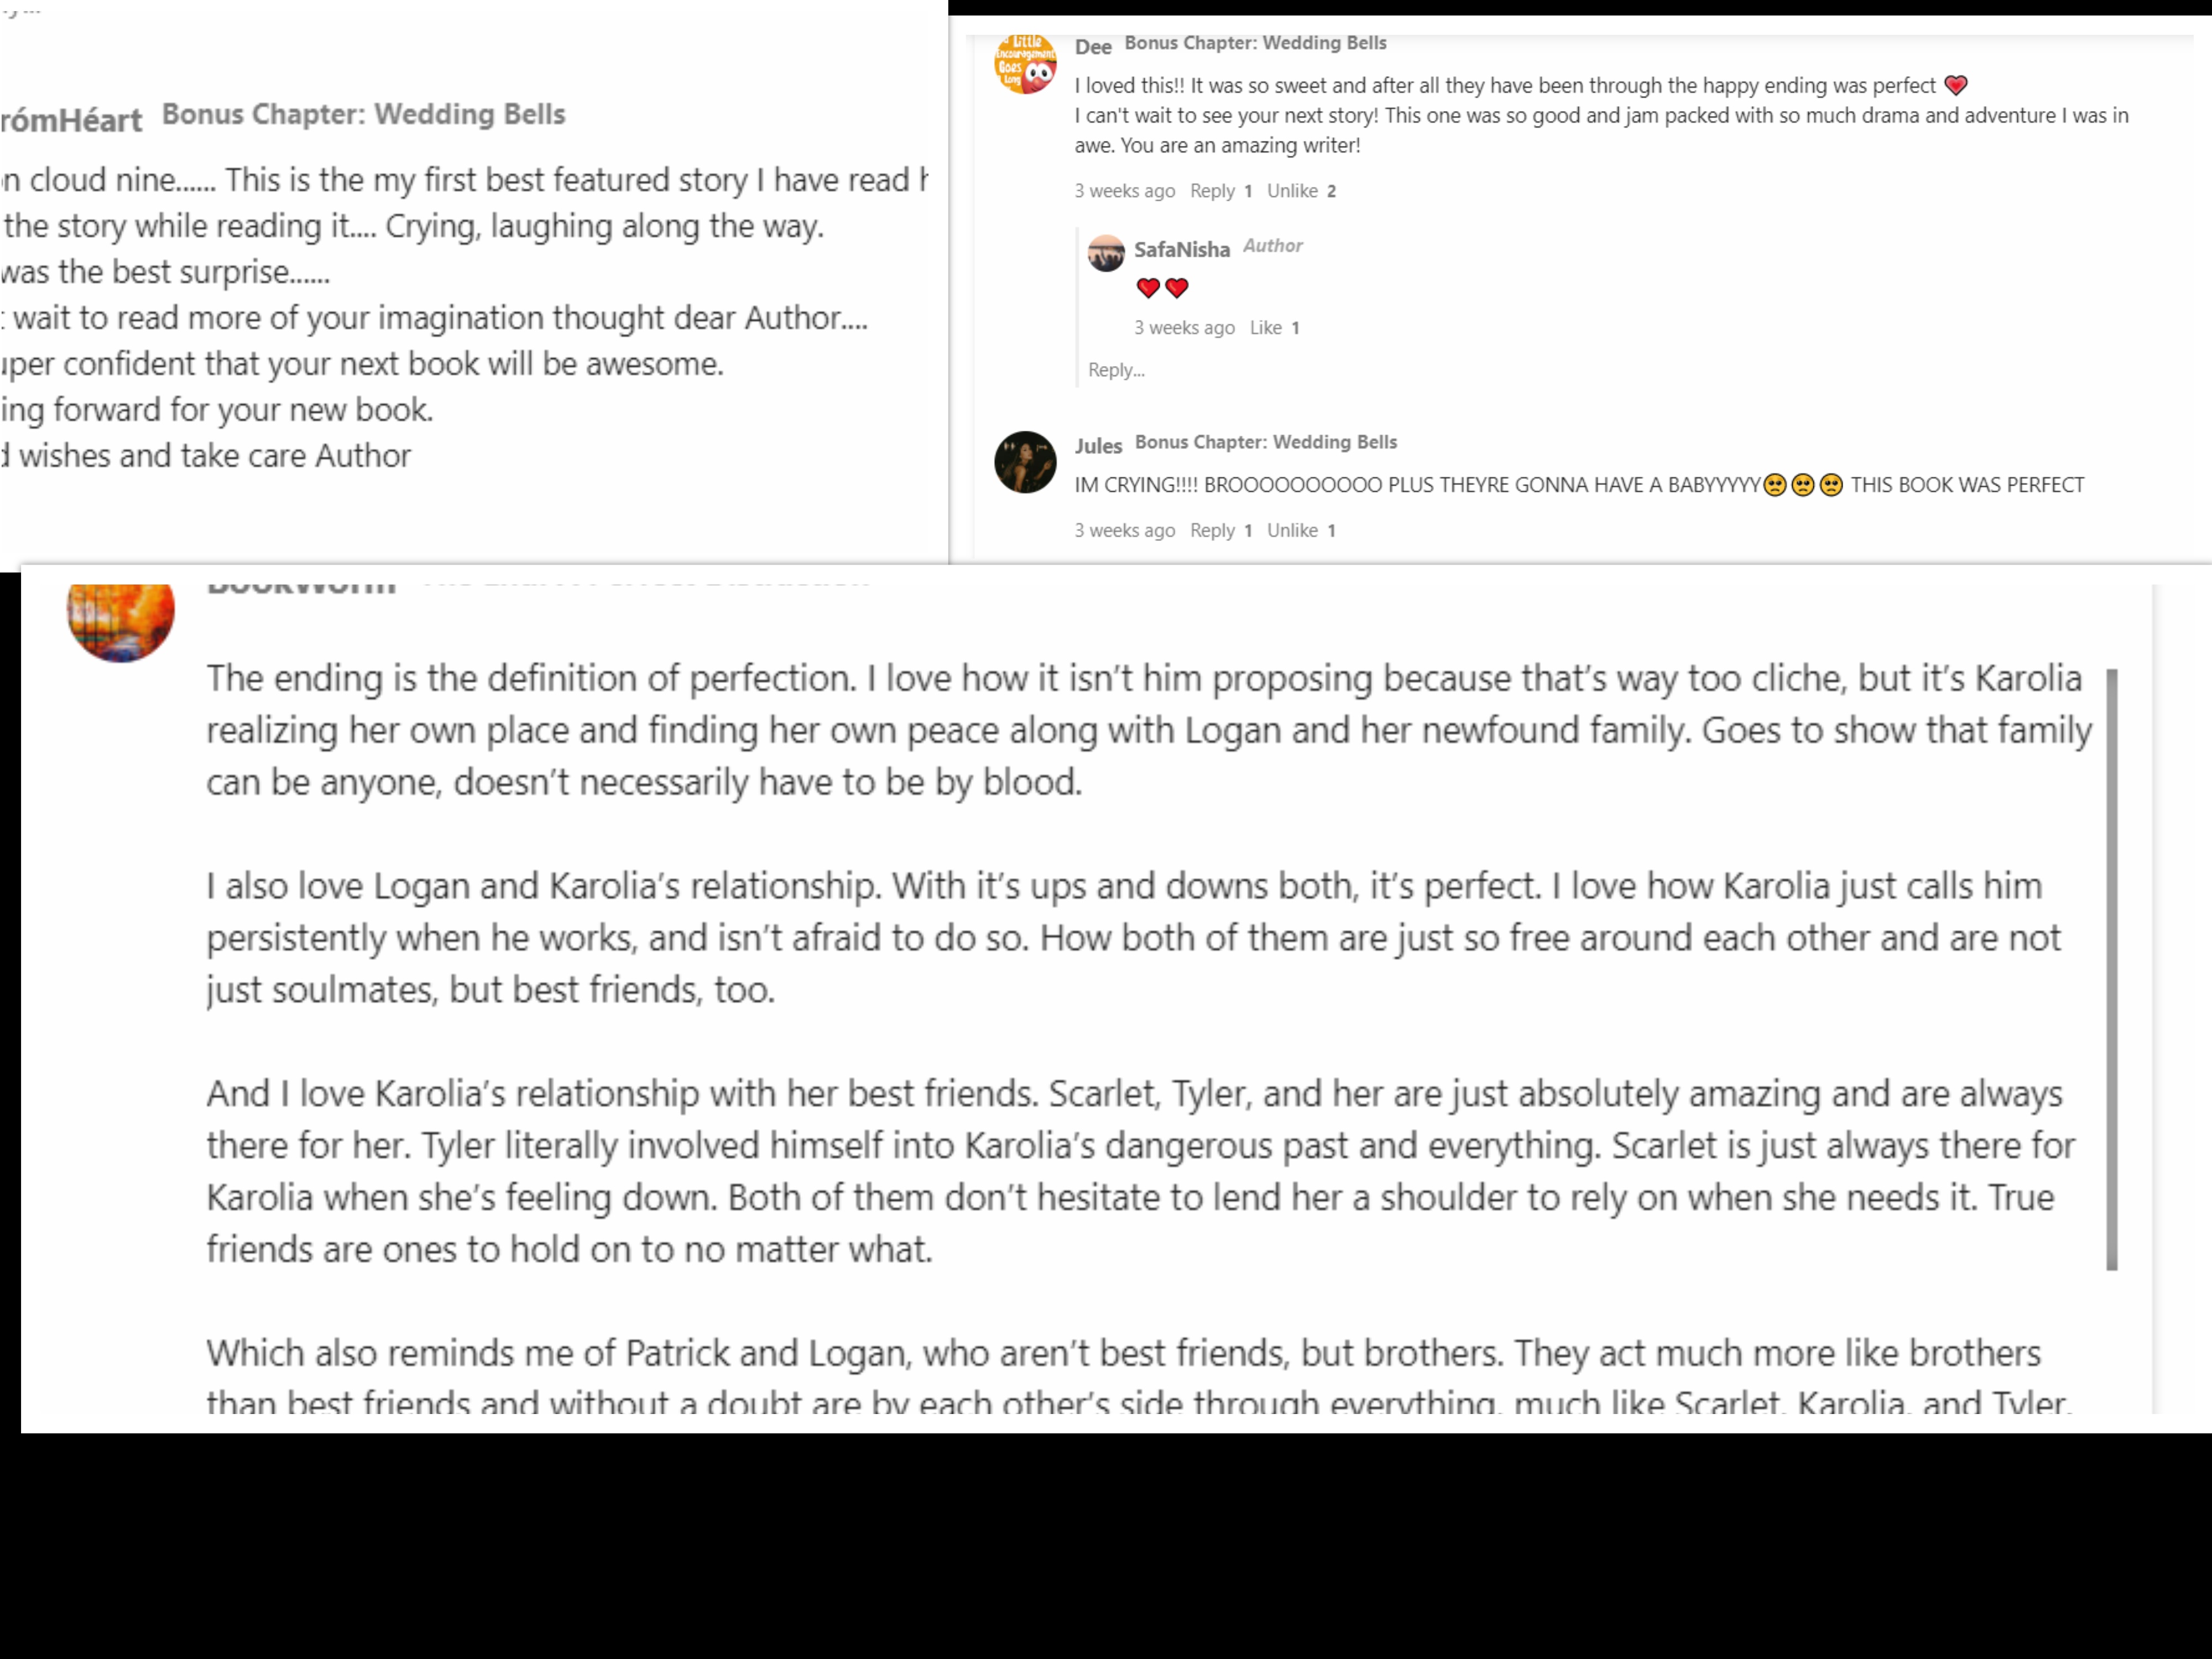 rómHéart Bonus Chapter: Wedding Bells
n cloud nine...... This is the my first best featured story I have read
the story while reading it.... Crying, laughing along the way.
was the best surprise......
wait to read more of your imagination thought dear Author....
uper confident that your next book will be awesome.
ing forward for your new book.
d wishes and take care Author
Little
Encouragement
Goes
Long
Dee Bonus Chapter: Wedding Bells
I loved this!! It was so sweet and after all they have been through the happy ending was perfect ❤️
I can't wait to see your next story! This one was so good and jam packed with so much drama and adventure I was in
awe. You are an amazing writer!
3 weeks ago Reply 1 Unlike 2
SafaNisha Author
❤️❤️
3 weeks ago Like 1
Reply...
Jules Bonus Chapter: Wedding Bells
IM CRYING!!!! BROOOOOOOOOO PLUS THEYRE GONNA HAVE A BABYYYYY🥺🥺🥺 THIS BOOK WAS PERFECT
3 weeks ago Reply 1 Unlike 1
BookWorm
The ending is the definition of perfection. I love how it isn’t him proposing because that’s way too cliche, but it’s Karolia
realizing her own place and finding her own peace along with Logan and her newfound family. Goes to show that family
can be anyone, doesn’t necessarily have to be by blood.
I also love Logan and Karolia’s relationship. With it’s ups and downs both, it’s perfect. I love how Karolia just calls him
persistently when he works, and isn’t afraid to do so. How both of them are just so free around each other and are not
just soulmates, but best friends, too.
And I love Karolia’s relationship with her best friends. Scarlet, Tyler, and her are just absolutely amazing and are always
there for her. Tyler literally involved himself into Karolia’s dangerous past and everything. Scarlet is just always there for
Karolia when she’s feeling down. Both of them don’t hesitate to lend her a shoulder to rely on when she needs it. True
friends are ones to hold on to no matter what.
Which also reminds me of Patrick and Logan, who aren’t best friends, but brothers. They act much more like brothers
than best friends and without a doubt are by each other’s side through everything, much like Scarlet, Karolia, and Tyler.